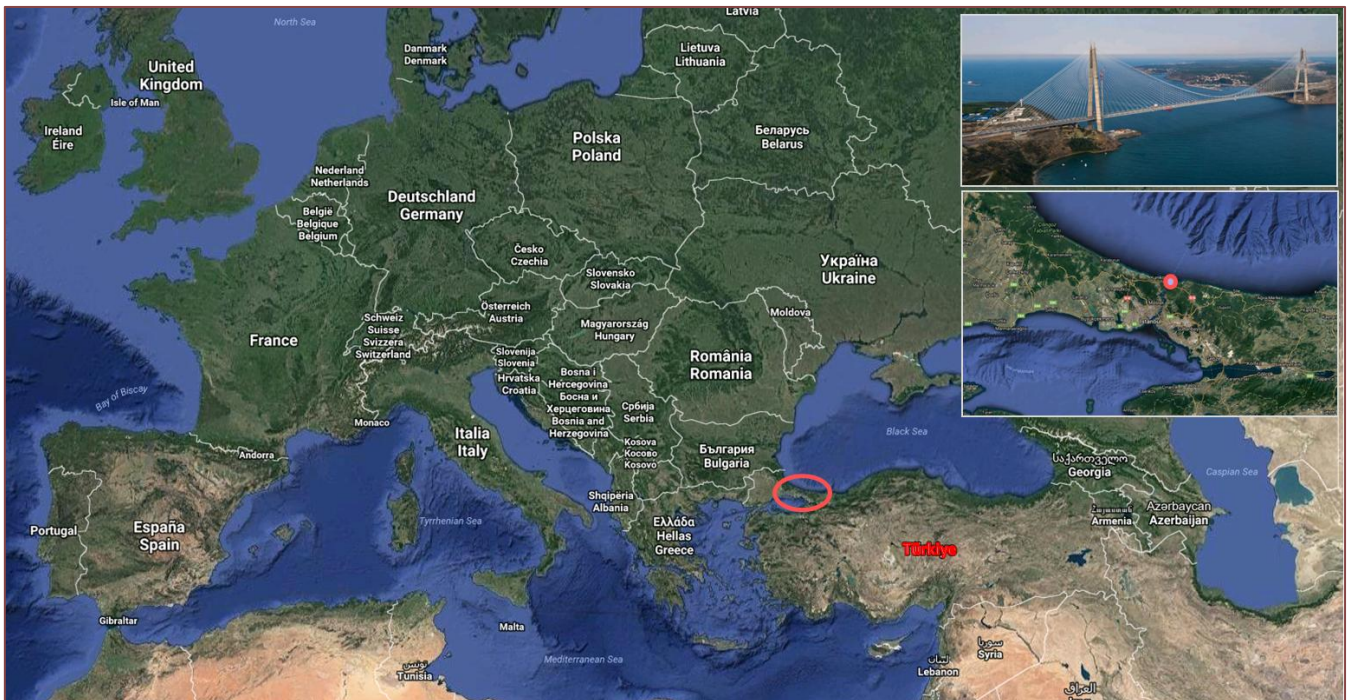 North Sea
Latvia
Danmark
Denmark
Lietuva
Lithuania
United
Kingdom
Isle of Man
Ireland
Éire
Polska
Poland
Беларусь
Belarus
Nederland
Netherlands
Deutschland
Germany
België
Belgique
Belgium
Česko
Czechia
Україна
Ukraine
Slovensko
Slovakia
Österreich
Austria
Moldova
Schweiz
Suisse
Svizzera
Switzerland
Magyarország
Hungary
France
Slovenija
Slovenia
România
Romania
Hrvatska
Croatia
Bosna i
Hercegovina
Босна и
Херцеговина
Bosnia and
Herzegovina
Србија
Serbia
Bay of Biscay
Monaco
Italia
Italy
Kosova
Косово
Kosovo
България
Bulgaria
Black Sea
Andorra
საქართველო
Georgia
Caspian Sea
Shqipëria
Albania
Azərbaycan
Azerbaijan
Armenia
Portugal
España
Spain
Tyrrhenian Sea
Ελλάδα
Hellas
Greece
Türkiye
Gibraltar
Malta
Mediterranean Sea
تونس
Tunisia
لبنان
Lebanon
سوريا
Syria
العراق